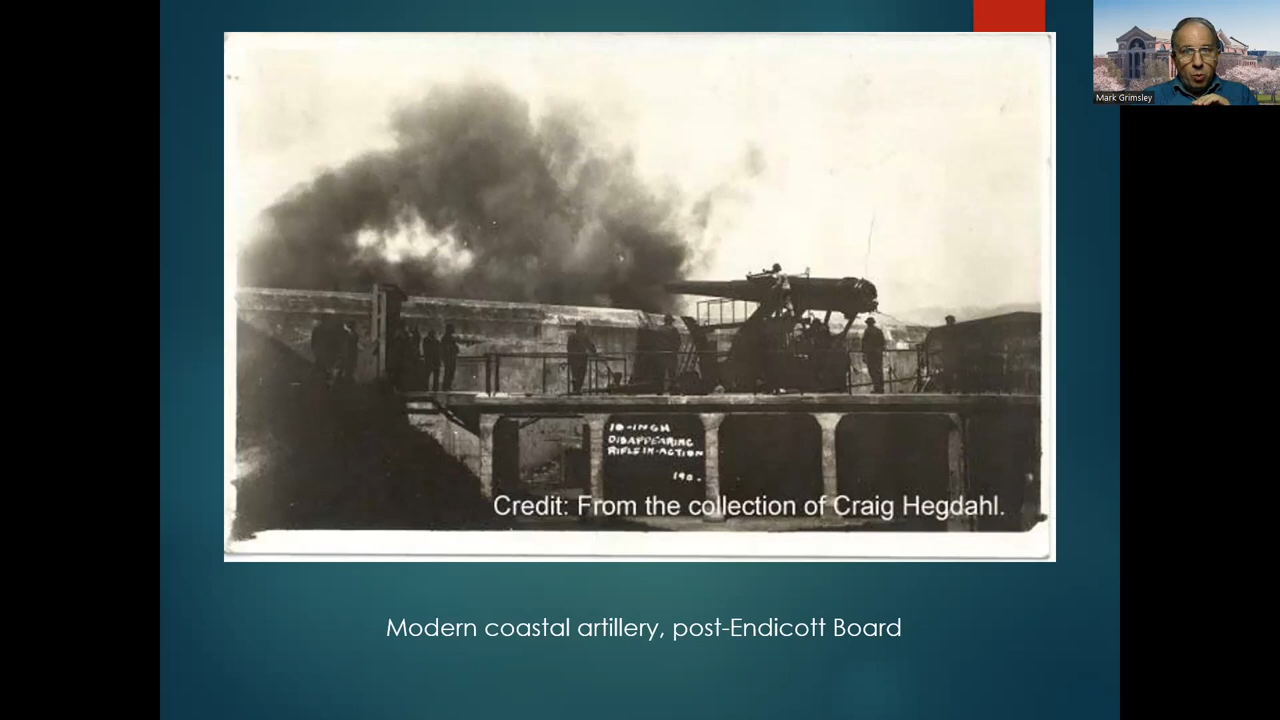 Mark Grimsley
10-INCH
DISAPPEARING
RIFLE IN ACTION
190-
Credit: From the collection of Craig Hegdahl.
Modern coastal artillery, post-Endicott Board